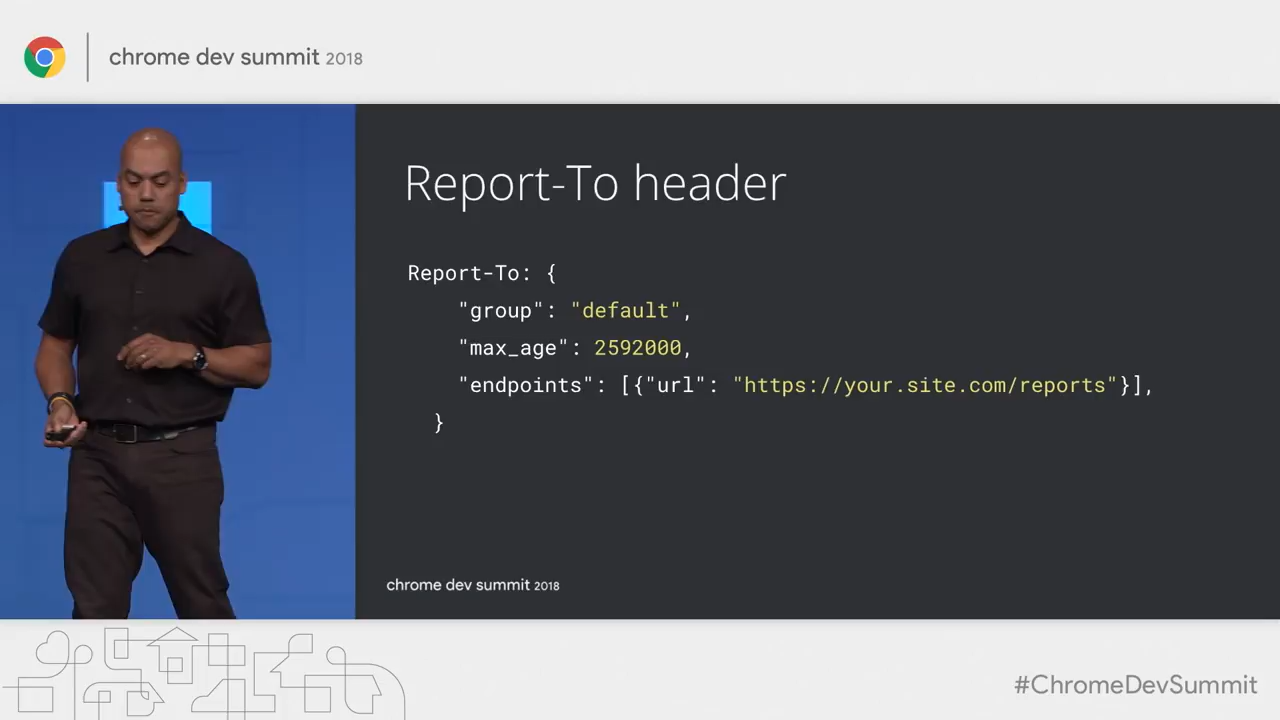 chrome dev summit 2018
Report-To header
Report-To: {
"group": "default",
"max_age": 2592000,
"endpoints": [{"url": "https://your.site.com/reports"}],
}
chrome dev summit 2018
#ChromeDevSummit